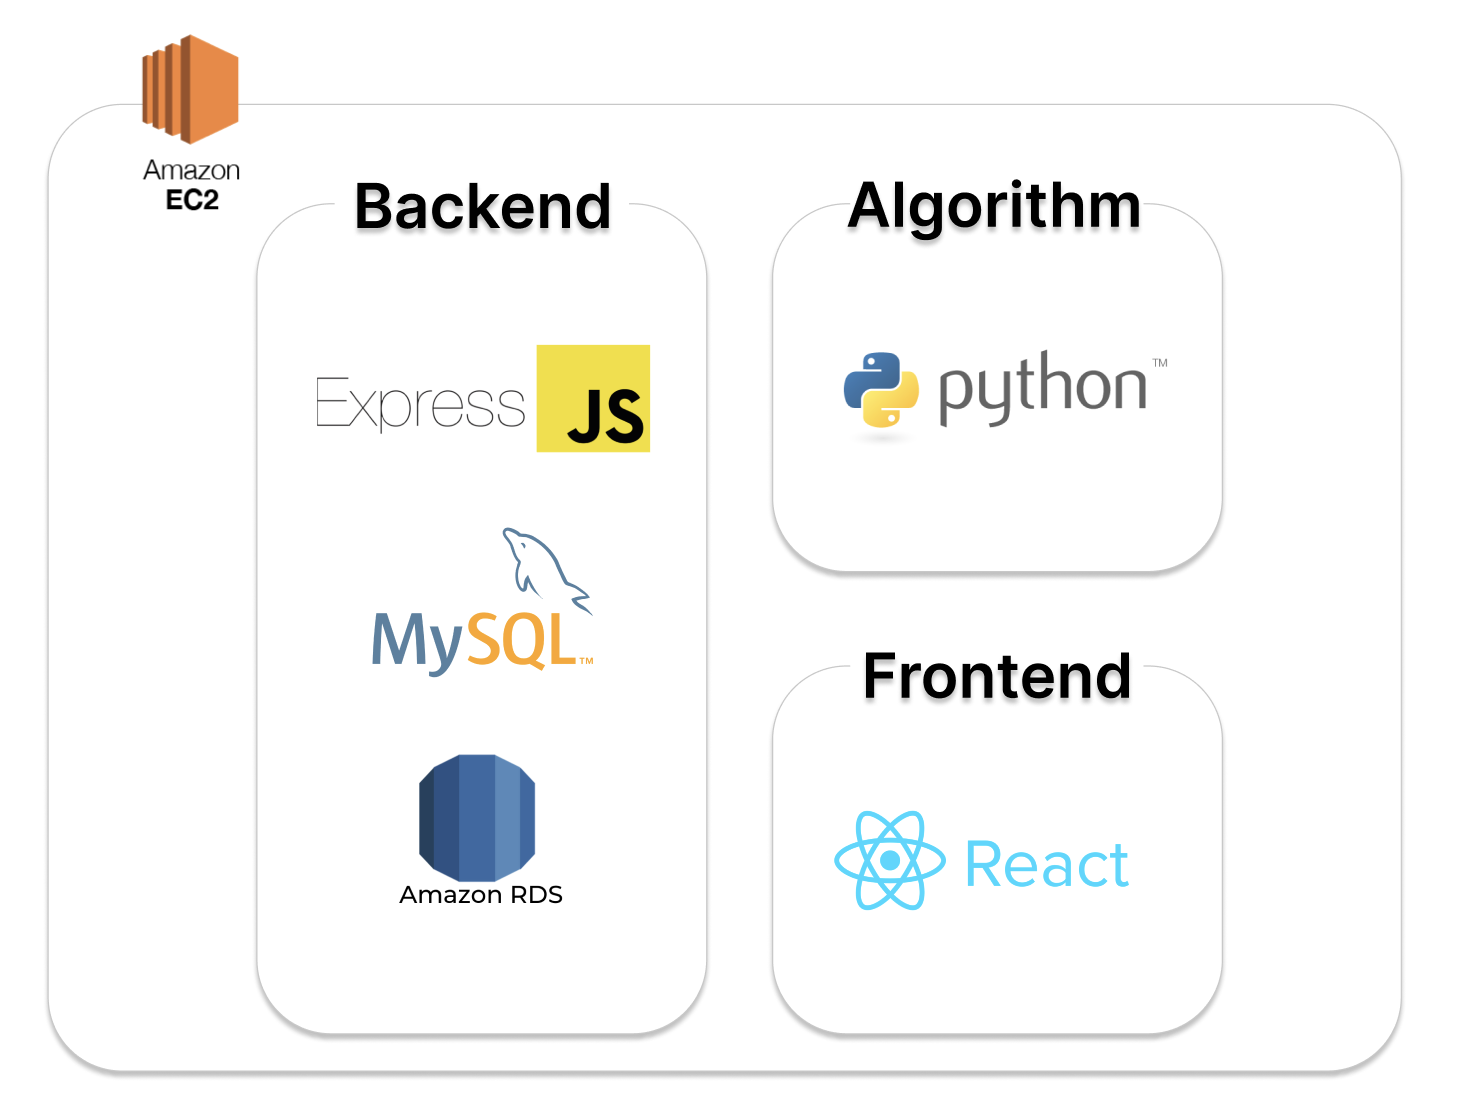 Amazon
EC2
Backend
Express JS
MySQL™
Amazon RDS
Algorithm
python™
Frontend
React